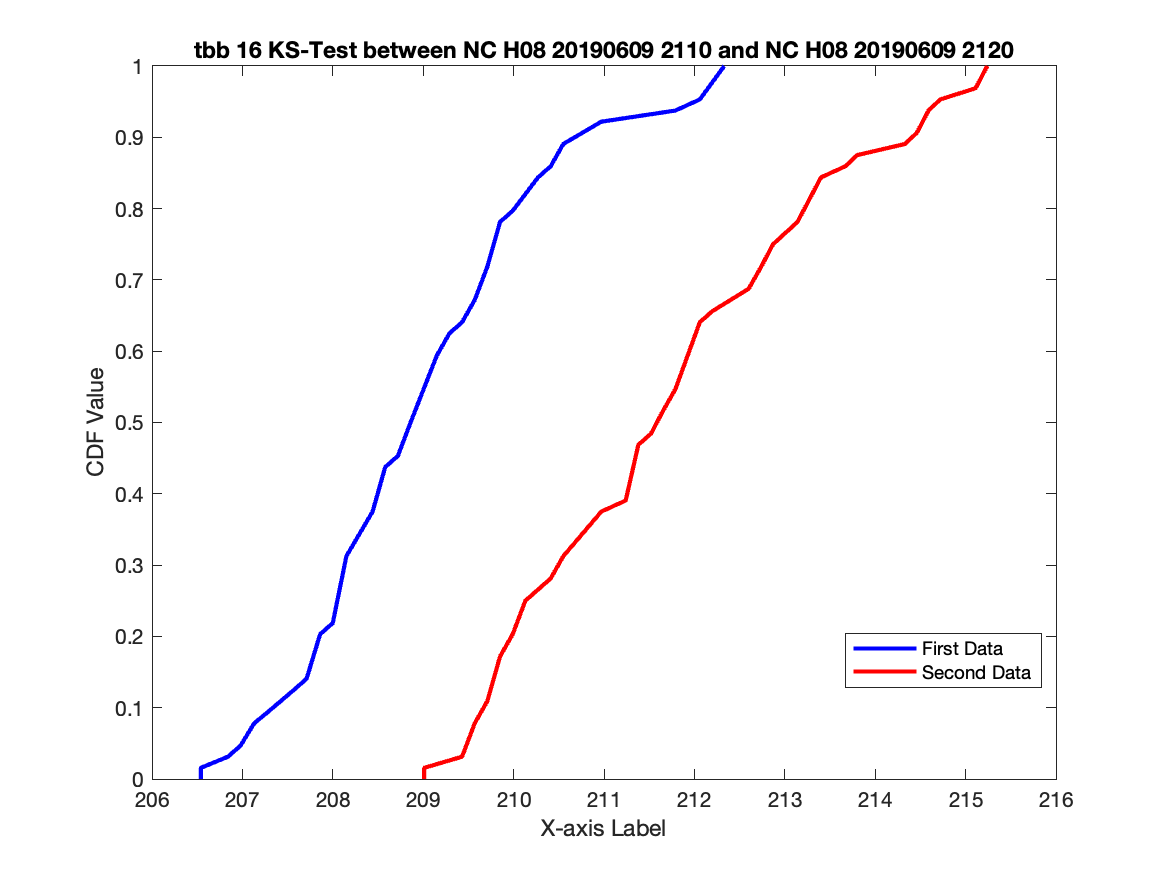 tbb 16 KS-Test between NC H08 20190609 2110 and NC H08 20190609 2120
1
0.9
0.8
0.7
0.6
0.5
0.4
0.3
0.2
0.1
0
CDF Value
First Data
Second Data
206 207 208 209 210 211 212 213 214 215 216
X-axis Label